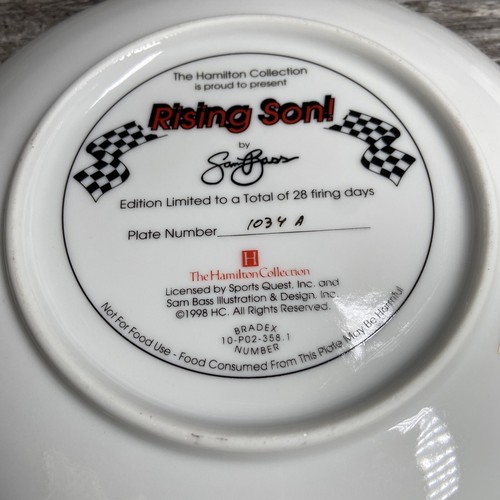 The Hamilton Collection
is proud to present
Rising Son!
by
Sam Bass
Edition Limited to a Total of 28 firing days
Plate Number 1034 A
H
The Hamilton Collection
Licensed by Sports Quest, Inc. and
Sam Bass Illustration & Design, Inc.
©1998 HC. All Rights Reserved.
BRADEX
10-P02-358.1
NUMBER
Not For Food Use - Food Consumed From This Plate May Be Harmful